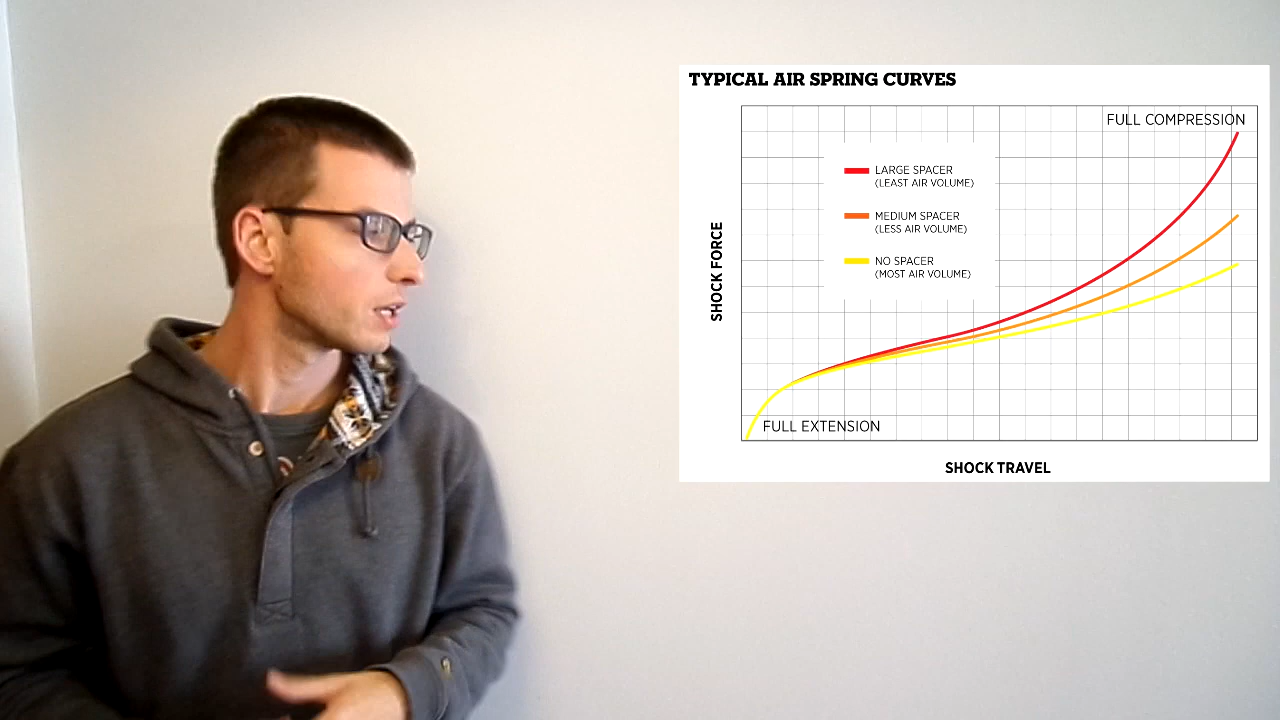 TYPICAL AIR SPRING CURVES
FULL COMPRESSION
LARGE SPACER
(LEAST AIR VOLUME)
MEDIUM SPACER
(LESS AIR VOLUME)
NO SPACER
(MOST AIR VOLUME)
SHOCK FORCE
FULL EXTENSION
SHOCK TRAVEL